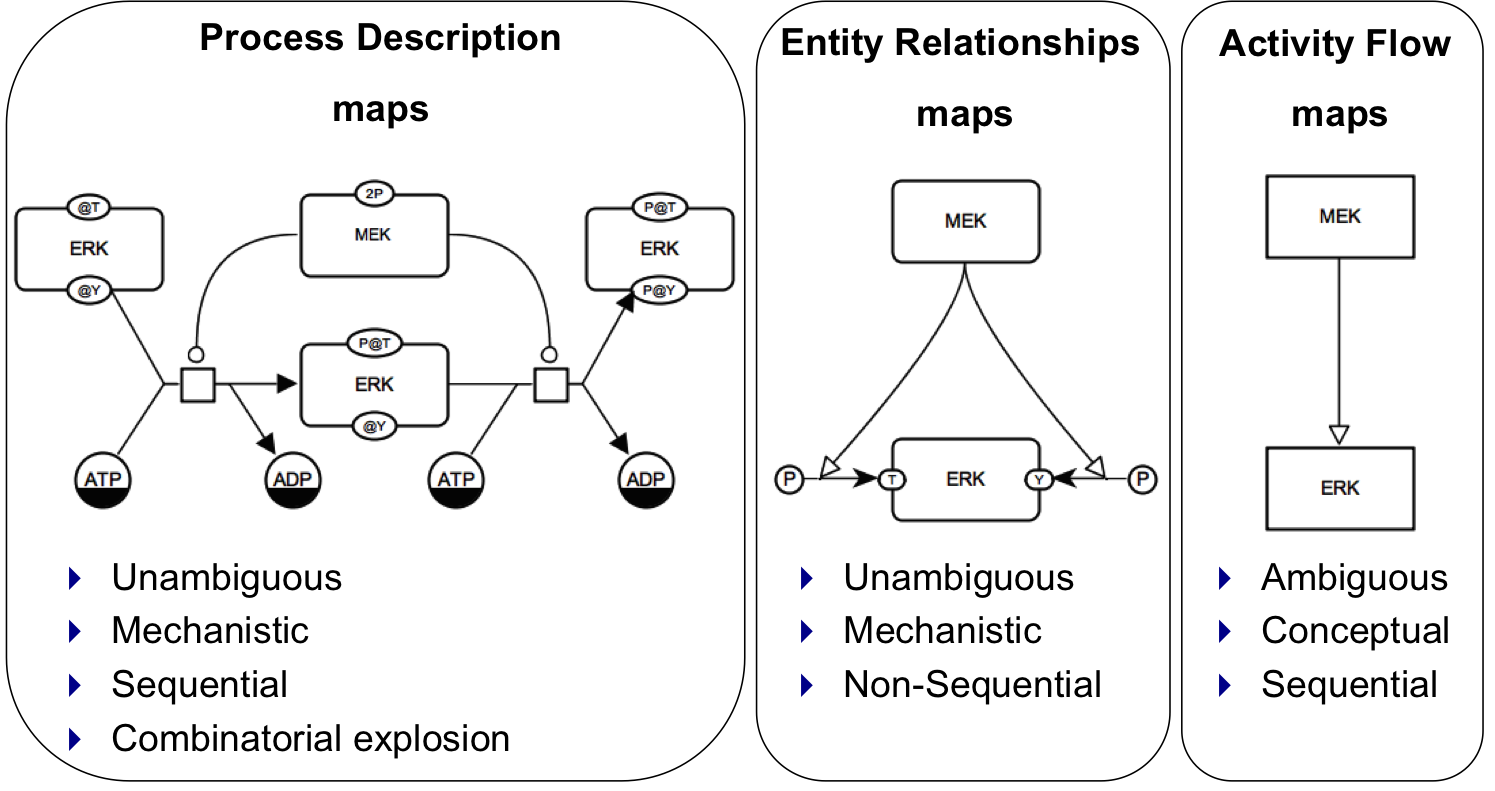 Process Description
maps
@T
ERK
@Y
2P
MEK
P@T
ERK
P@Y
P@T
ERK
@Y
ATP
ADP
ATP
ADP
Unambiguous
Mechanistic
Sequential
Combinatorial explosion
Entity Relationships
maps
MEK
P
T
ERK
Y
P
Unambiguous
Mechanistic
Non-Sequential
Activity Flow
maps
MEK
ERK
Ambiguous
Conceptual
Sequential